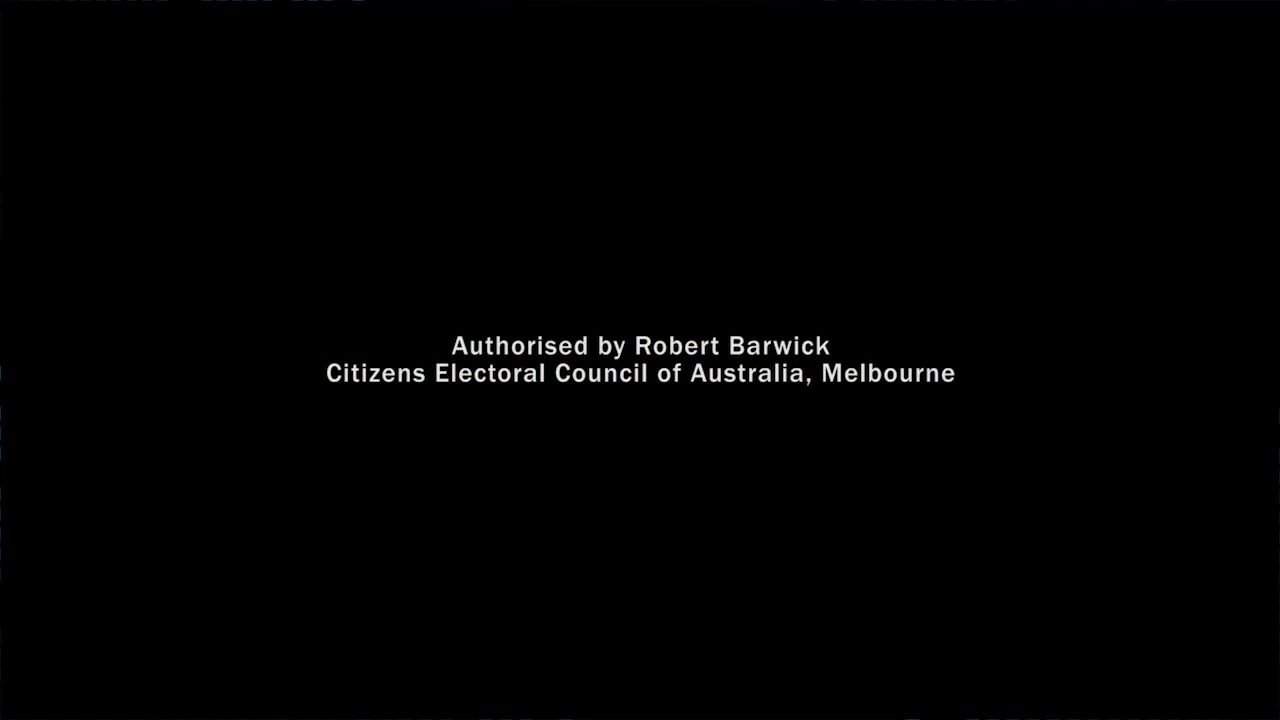 Authorised by Robert Barwick
Citizens Electoral Council of Australia, Melbourne